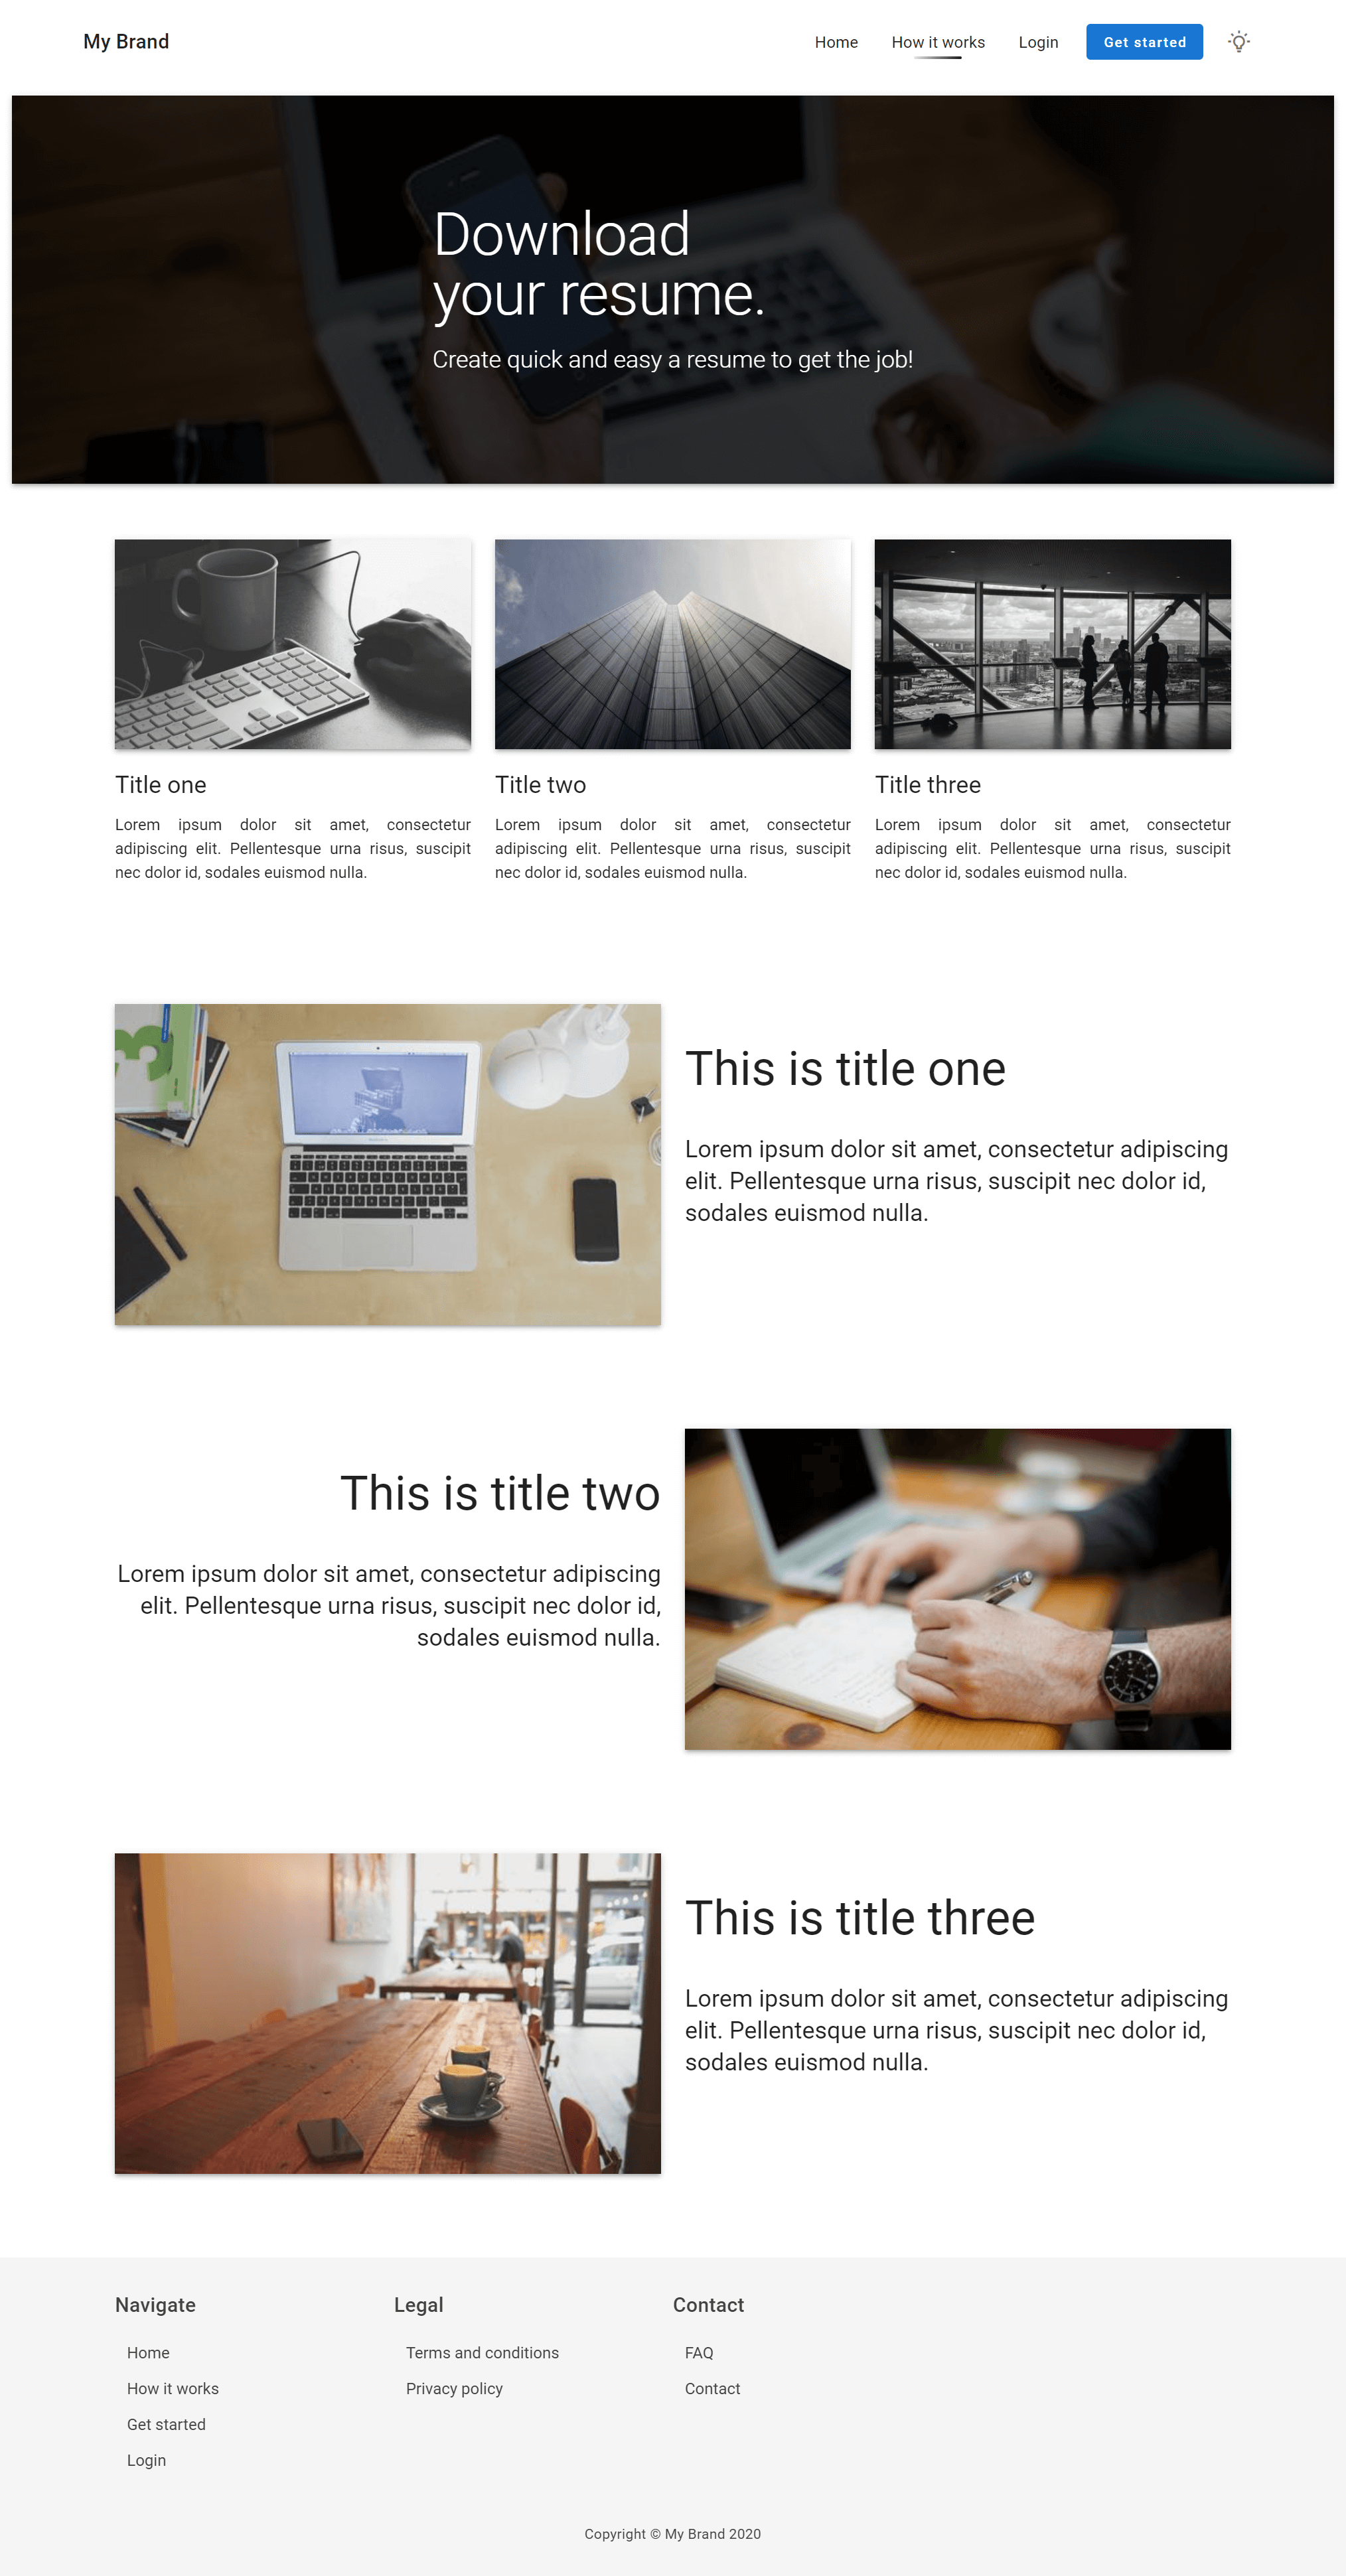 My Brand
Home How it works Login Get started
Download
your resume.
Create quick and easy a resume to get the job!
Title one
Lorem ipsum dolor sit amet, consectetur
adipiscing elit. Pellentesque urna risus, suscipit
nec dolor id, sodales euismod nulla.
Title two
Lorem ipsum dolor sit amet, consectetur
adipiscing elit. Pellentesque urna risus, suscipit
nec dolor id, sodales euismod nulla.
Title three
Lorem ipsum dolor sit amet, consectetur
adipiscing elit. Pellentesque urna risus, suscipit
nec dolor id, sodales euismod nulla.
This is title one
Lorem ipsum dolor sit amet, consectetur adipiscing
elit. Pellentesque urna risus, suscipit nec dolor id,
sodales euismod nulla.
This is title two
Lorem ipsum dolor sit amet, consectetur adipiscing
elit. Pellentesque urna risus, suscipit nec dolor id,
sodales euismod nulla.
This is title three
Lorem ipsum dolor sit amet, consectetur adipiscing
elit. Pellentesque urna risus, suscipit nec dolor id,
sodales euismod nulla.
Navigate
Home
How it works
Get started
Login
Legal
Terms and conditions
Privacy policy
Contact
FAQ
Contact
Copyright © My Brand 2020